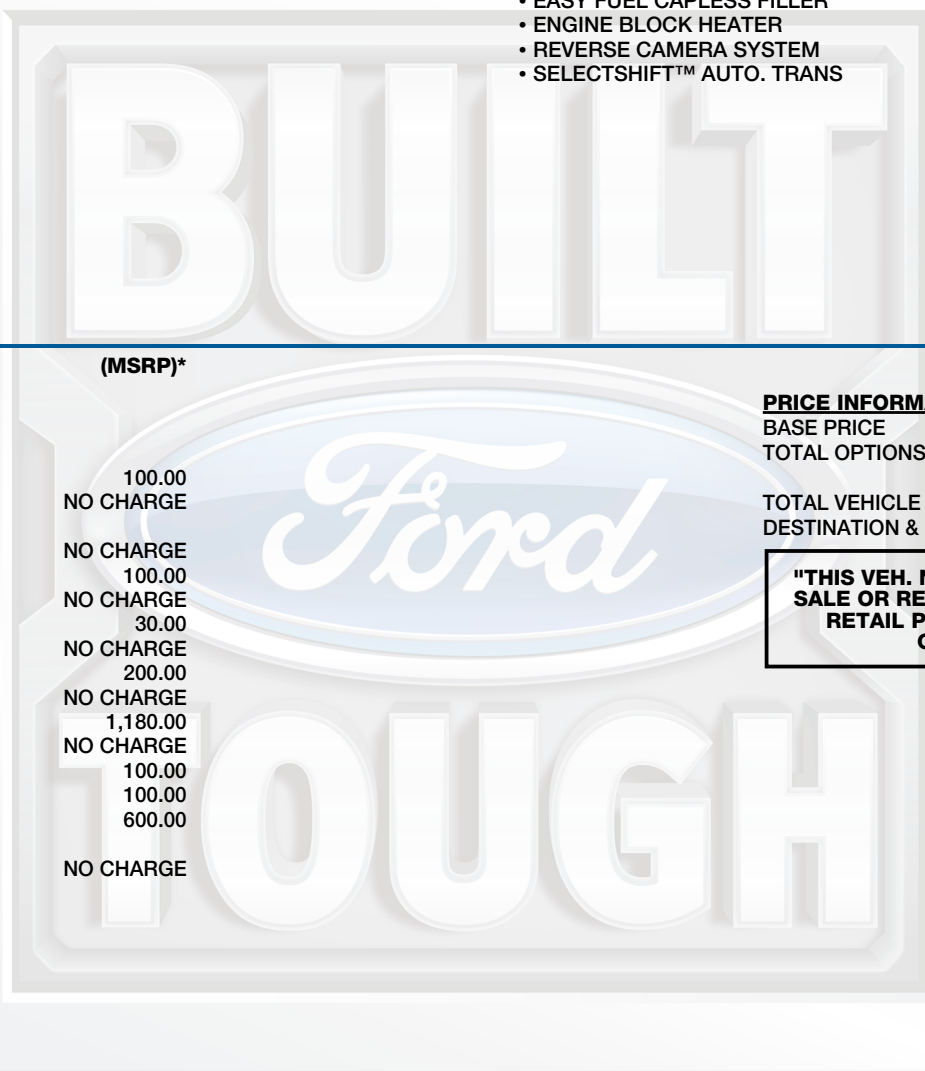 • EASY FUEL CAPLESS FILLER
• ENGINE BLOCK HEATER
• REVERSE CAMERA SYSTEM
• SELECTSHIFT™ AUTO. TRANS
BUILT
Ford
TOUGH
(MSRP)*
100.00
NO CHARGE
NO CHARGE
100.00
NO CHARGE
30.00
NO CHARGE
200.00
NO CHARGE
1,180.00
NO CHARGE
100.00
100.00
600.00
NO CHARGE
PRICE INFORM
BASE PRICE
TOTAL OPTIONS
TOTAL VEHICLE
DESTINATION &
"THIS VEH.
SALE OR RE
RETAIL P